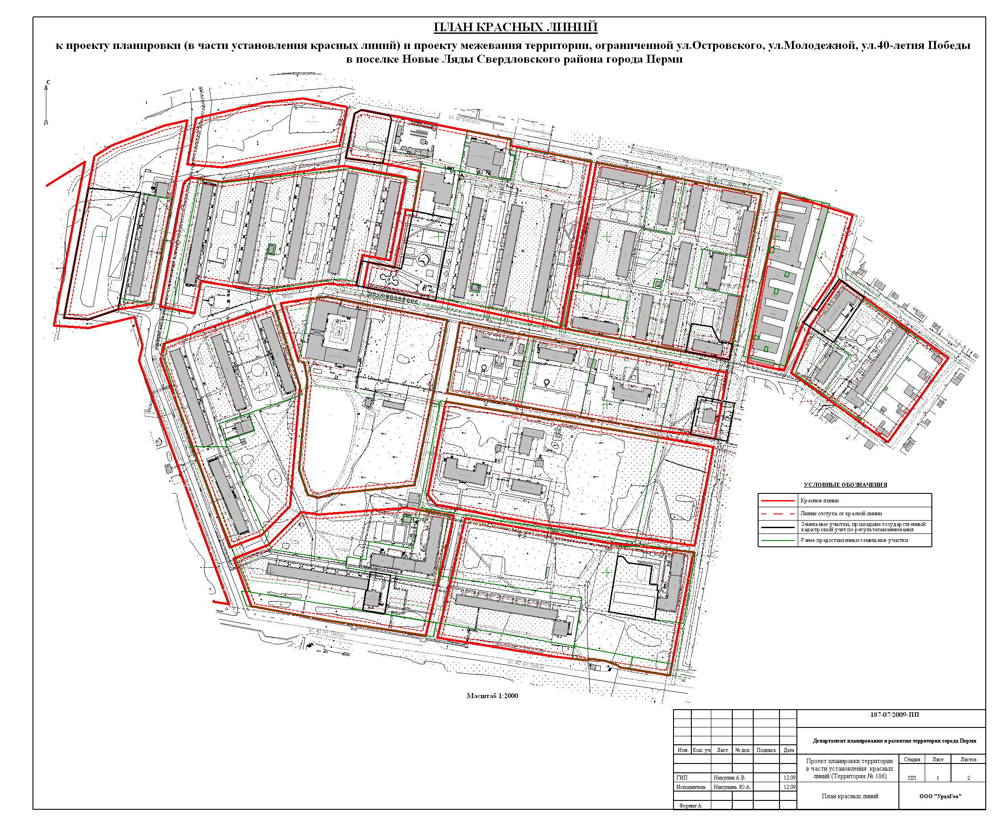 ПЛАН КРАСНЫХ ЛИНИЙ
к проекту планировки (в части установления красных линий) и проекту межевания территории, ограниченной ул.Островского, ул.Молодежной, ул.40-летия Победы
в поселке Новые Ляды Свердловского района города Перми
С
ул. Островского
ул. Островского
ул. Мира
ул. Мира
ул. Мира
ул. Мира
ул. Крылова
ул. Спортивная
ул. 40 лет Победы
ул. 40 лет Победы
УСЛОВНЫЕ ОБОЗНАЧЕНИЯ
Красные линии
Линии отступа от красной линии
Земельные участки, прошедшие государственный
кадастровый учет по результатам межевания
Ранее предоставленные земельные участки
Масштаб 1:2000
187-07/2009-ПП
Департамент планирования и развития территории города Перми
Изм. Кол. уч Лист № док. Подпись Дата
Проект планировки территории
в части установления красных
линий (Территория № 106)
Стадия Лист Листов
ПП 1 2
ГИП Никулин А.В. 12.09
Исполнитель Никулина Ю.А. 12.09
План красных линий
ООО "УралГео"
Формат А